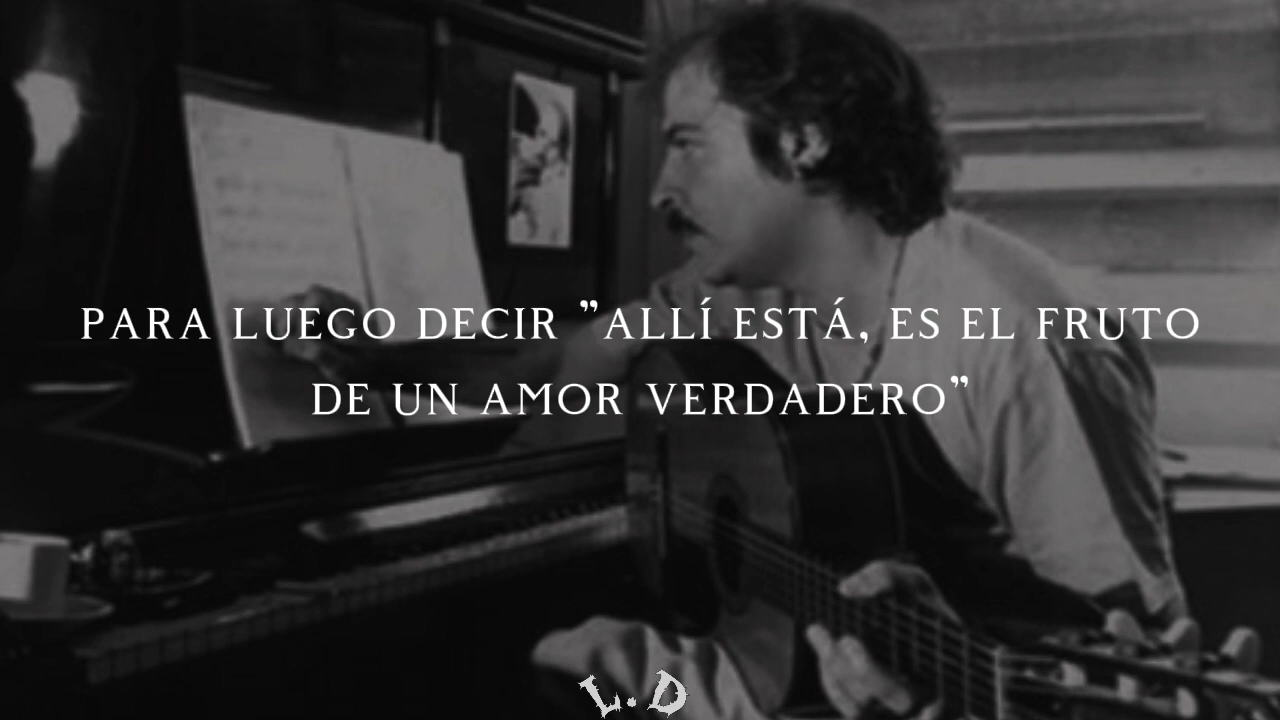 PARA LUEGO DECIR "ALLÍ ESTÁ, ES EL FRUTO
DE UN AMOR VERDADERO"
L.D